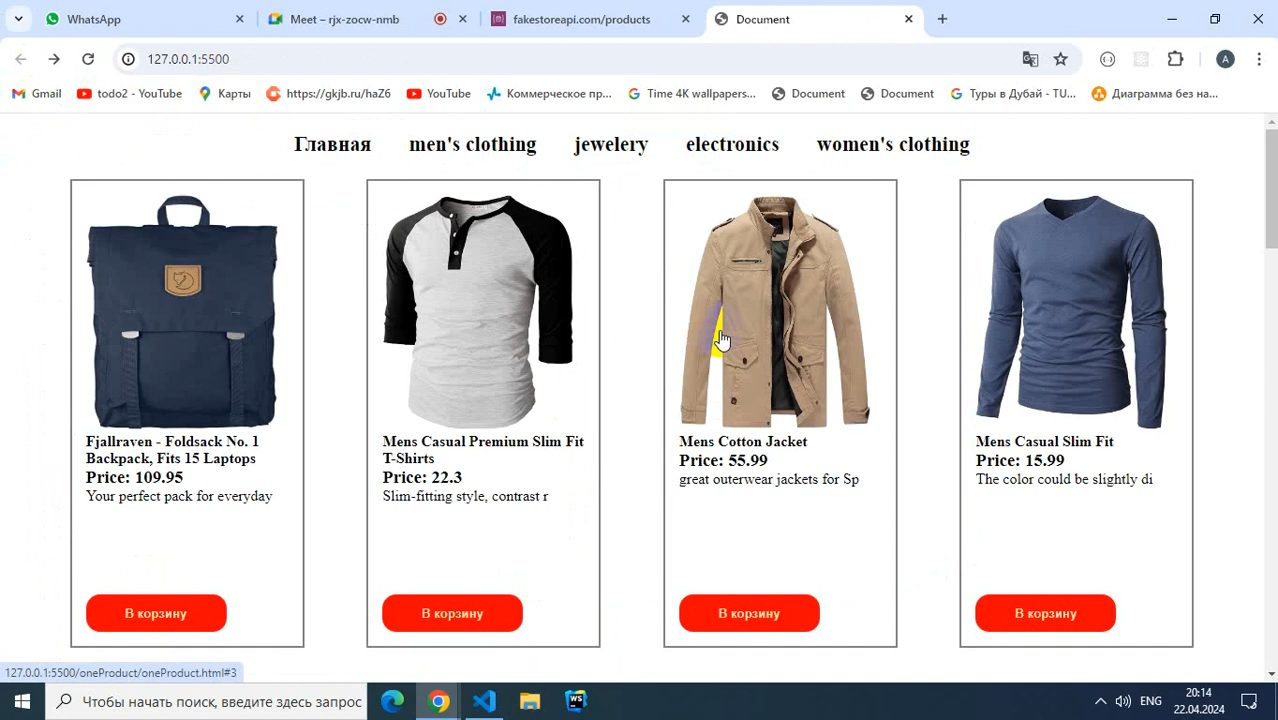 WhatsApp
Meet – rjx-zocw-nmb
fakestoreapi.com/products
Document
127.0.0.1:5500
A
Gmail
todo2 - YouTube
Карты
https://gkjb.ru/haZ6
YouTube
Коммерческое пр...
Time 4K wallpapers...
Document
Document
Туры в Дубай - TU...
Диаграмма без на...
Главная
men's clothing
jewelery
electronics
women's clothing
Fjallraven - Foldsack No. 1
Backpack, Fits 15 Laptops
Price: 109.95
Your perfect pack for everyday
В корзину
Mens Casual Premium Slim Fit
T-Shirts
Price: 22.3
Slim-fitting style, contrast r
В корзину
Mens Cotton Jacket
Price: 55.99
great outerwear jackets for Sp
В корзину
Mens Casual Slim Fit
Price: 15.99
The color could be slightly di
В корзину
127.0.0.1:5500/oneProduct/oneProduct.html#3
Чтобы начать поиск, введите здесь запрос
WS
ENG
20:14
22.04.2024